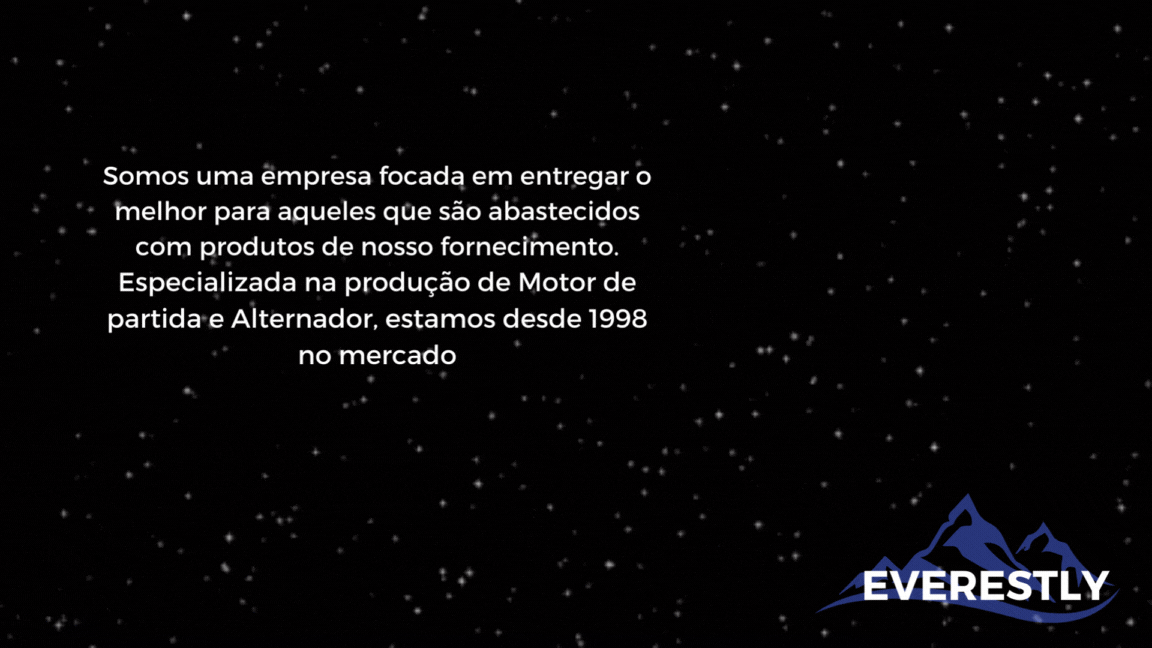 Somos uma empresa focada em entregar o
melhor para aqueles que são abastecidos
com produtos de nosso fornecimento.
Especializada na produção de Motor de
partida e Alternador, estamos desde 1998
no mercado
EVERESTLY